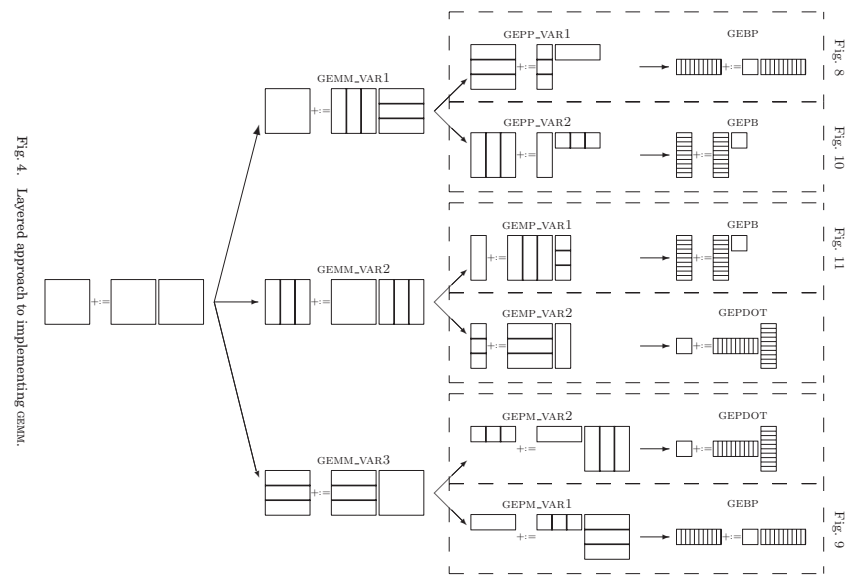 GEPP_VAR1
GEBP
Fig. 8
+:=
+:=
GEMM_VAR1
+:=
GEPP_VAR2
GEPB
Fig. 10
+:=
+:=
GEMP_VAR1
GEPB
Fig. 11
+:=
+:=
GEMM_VAR2
+:=
+:=
GEMP_VAR2
GEPDOT
+:=
+:=
GEPM_VAR2
GEPDOT
+:=
+:=
GEMM_VAR3
+:=
GEPM_VAR1
GEBP
Fig. 9
+:=
+:=
Fig. 4. Layered approach to implementing GEMM.